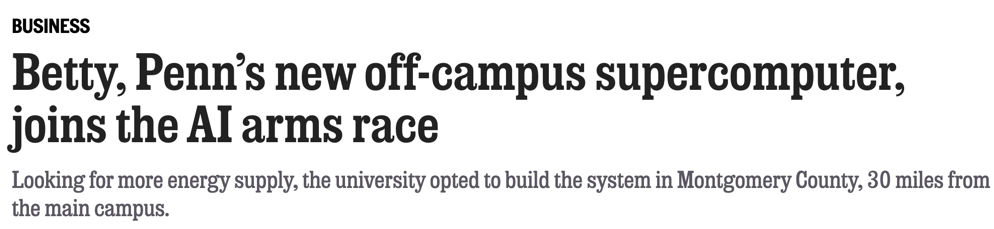 BUSINESS
Betty, Penn’s new off-campus supercomputer,
joins the AI arms race
Looking for more energy supply, the university opted to build the system in Montgomery County, 30 miles from
the main campus.